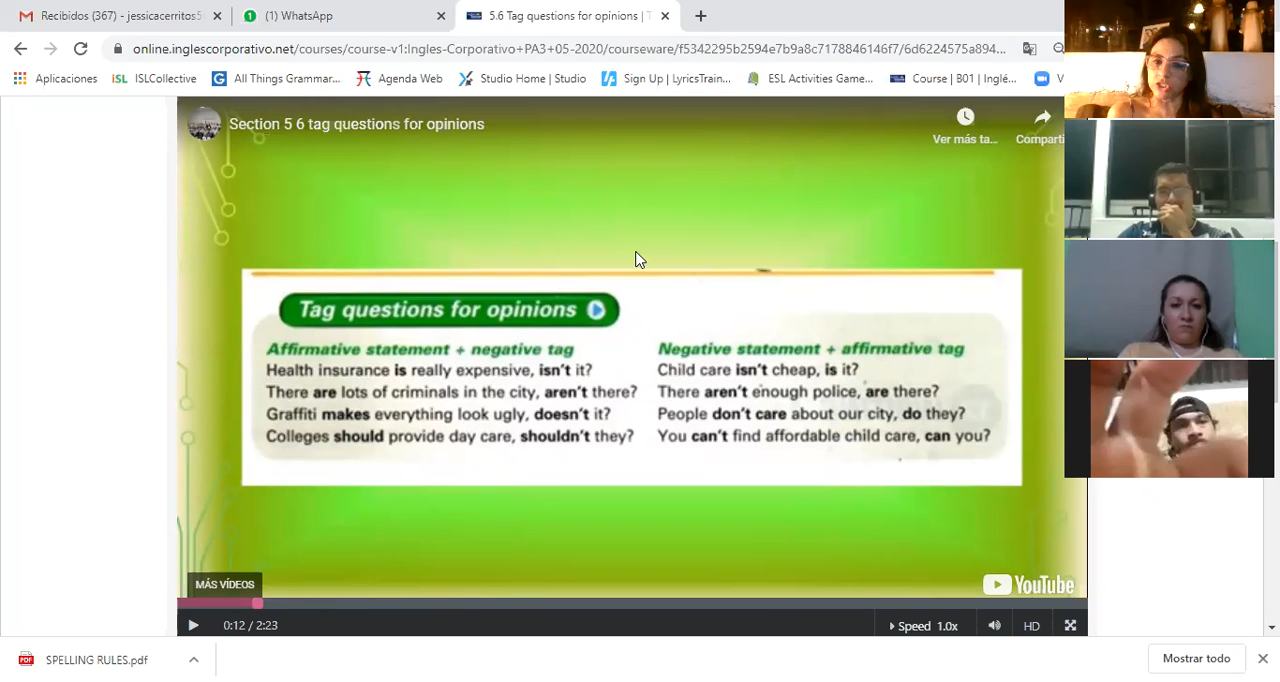 Recibidos (367) - jessicacerritos5
(1) WhatsApp
5.6 Tag questions for opinions | T
online.inglescorporativo.net/courses/course-v1:Ingles-Corporativo+PA3+05-2020/courseware/f5342295b2594e7b9a8c7178846146f7/6d6224575a894...
Aplicaciones
ISLCollective
All Things Grammar...
Agenda Web
Studio Home | Studio
Sign Up | LyricsTrain...
ESL Activities Game...
Course | B01 | Inglé...
V
Section 5 6 tag questions for opinions
Ver más ta...
Comparti
Tag questions for opinions
Affirmative statement + negative tag
Health insurance is really expensive, isn't it?
There are lots of criminals in the city, aren't there?
Graffiti makes everything look ugly, doesn't it?
Colleges should provide day care, shouldn't they?
Negative statement + affirmative tag
Child care isn't cheap, is it?
There aren't enough police, are there?
People don't care about our city, do they?
You can't find affordable child care, can you?
MÁS VÍDEOS
YouTube
0:12 / 2:23
Speed 1.0x
HD
SPELLING RULES.pdf
Mostrar todo